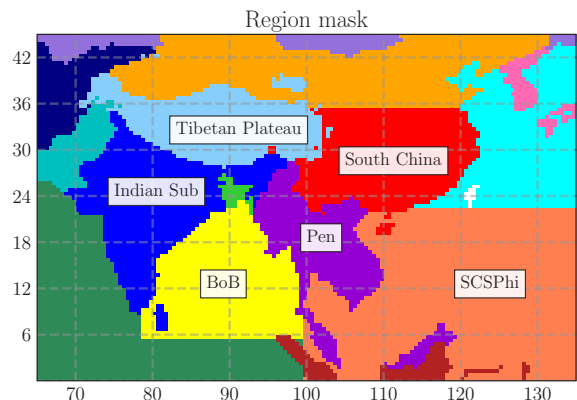 Region mask
42
36
Tibetan Plateau
30
South China
Indian Sub
24
18
Pen
BoB
SCSPhi
12
6
70 80 90 100 110 120 130